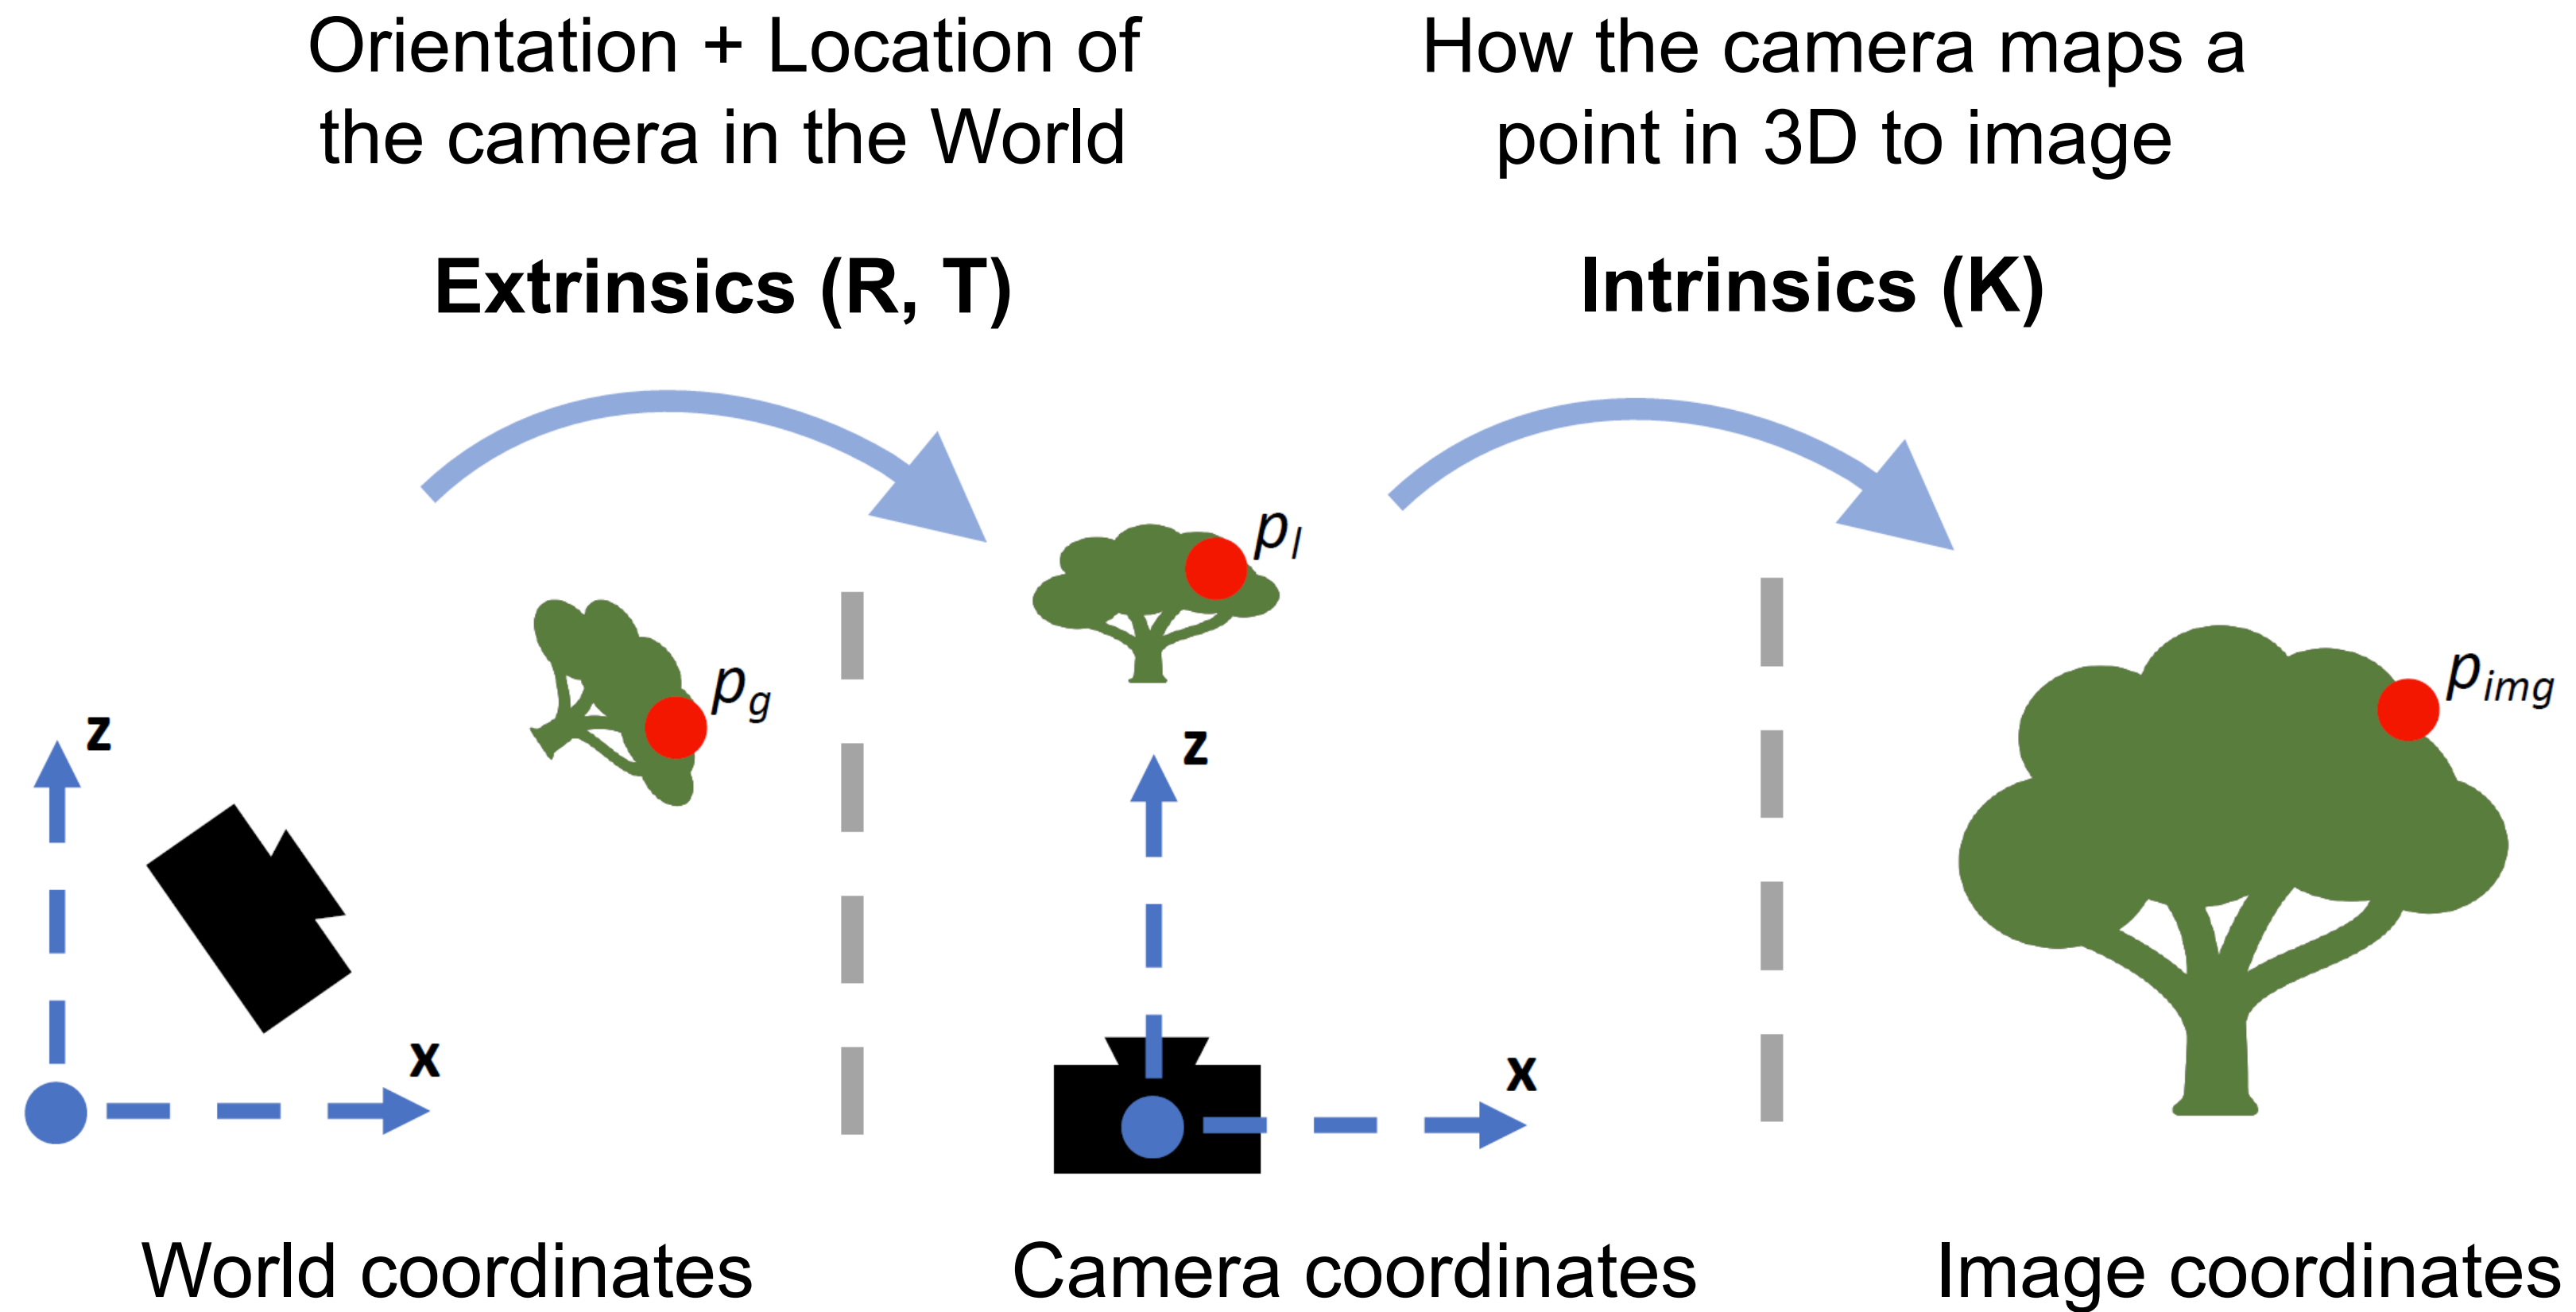 Orientation + Location of
the camera in the World
How the camera maps a
point in 3D to image
Extrinsics (R, T)
Intrinsics (K)
p_l
p_g
p_img
z
x
z
x
World coordinates
Camera coordinates
Image coordinates